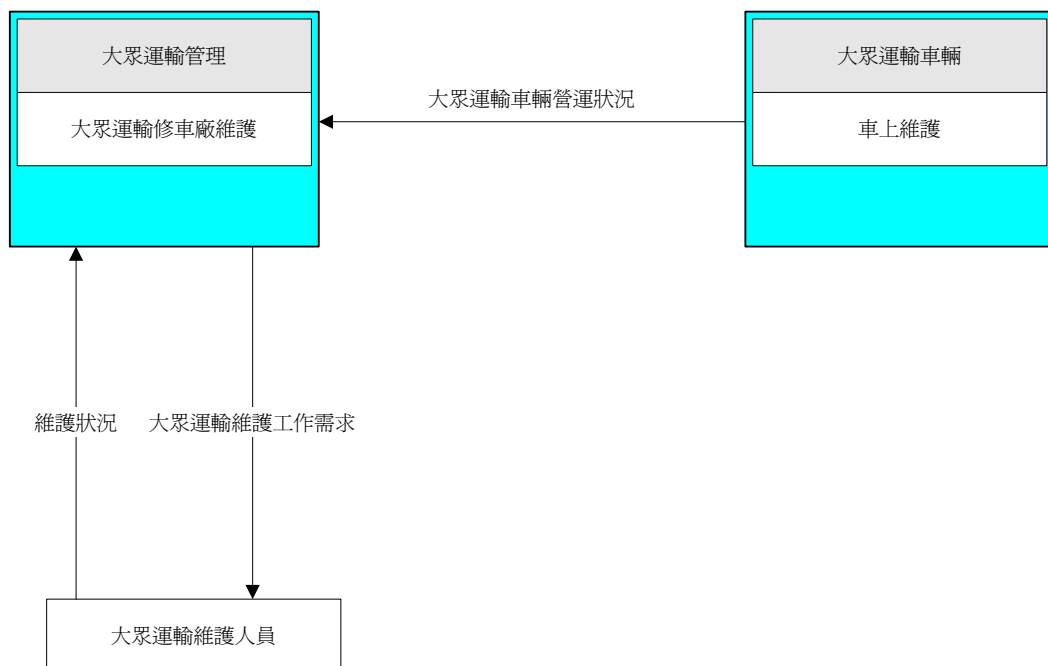 大眾運輸管理
大眾運輸修車廠維護
大眾運輸車輛營運狀況
大眾運輸車輛
車上維護
維護狀況
大眾運輸維護工作需求
大眾運輸維護人員